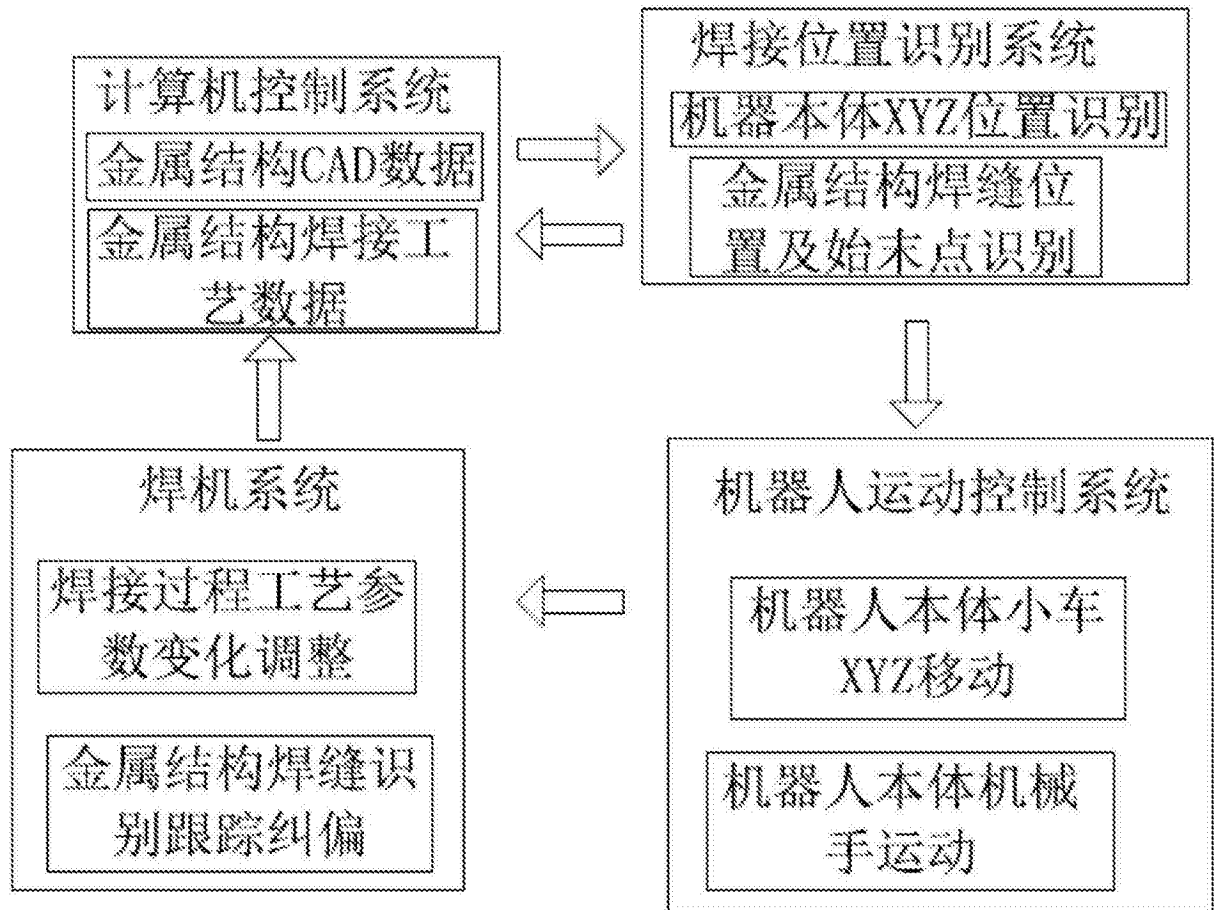 计算机控制系统
金属结构CAD数据
金属结构焊接工
艺数据
焊接位置识别系统
机器本体XYZ位置识别
金属结构焊缝位
置及始末点识别
焊机系统
焊接过程工艺参
数变化调整
金属结构焊缝识
别跟踪纠偏
机器人运动控制系统
机器人本体小车
XYZ移动
机器人本体机械
手运动